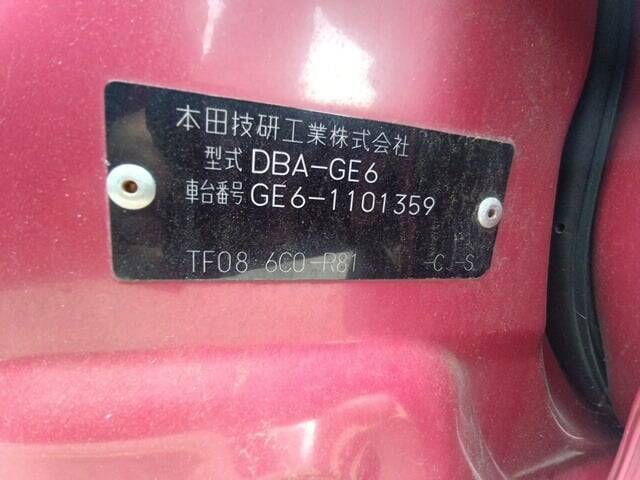 本田技研工業株式会社
型式 DBA-GE6
車台番号 GE6-1101359
TF08 6C0-R81 -C -S